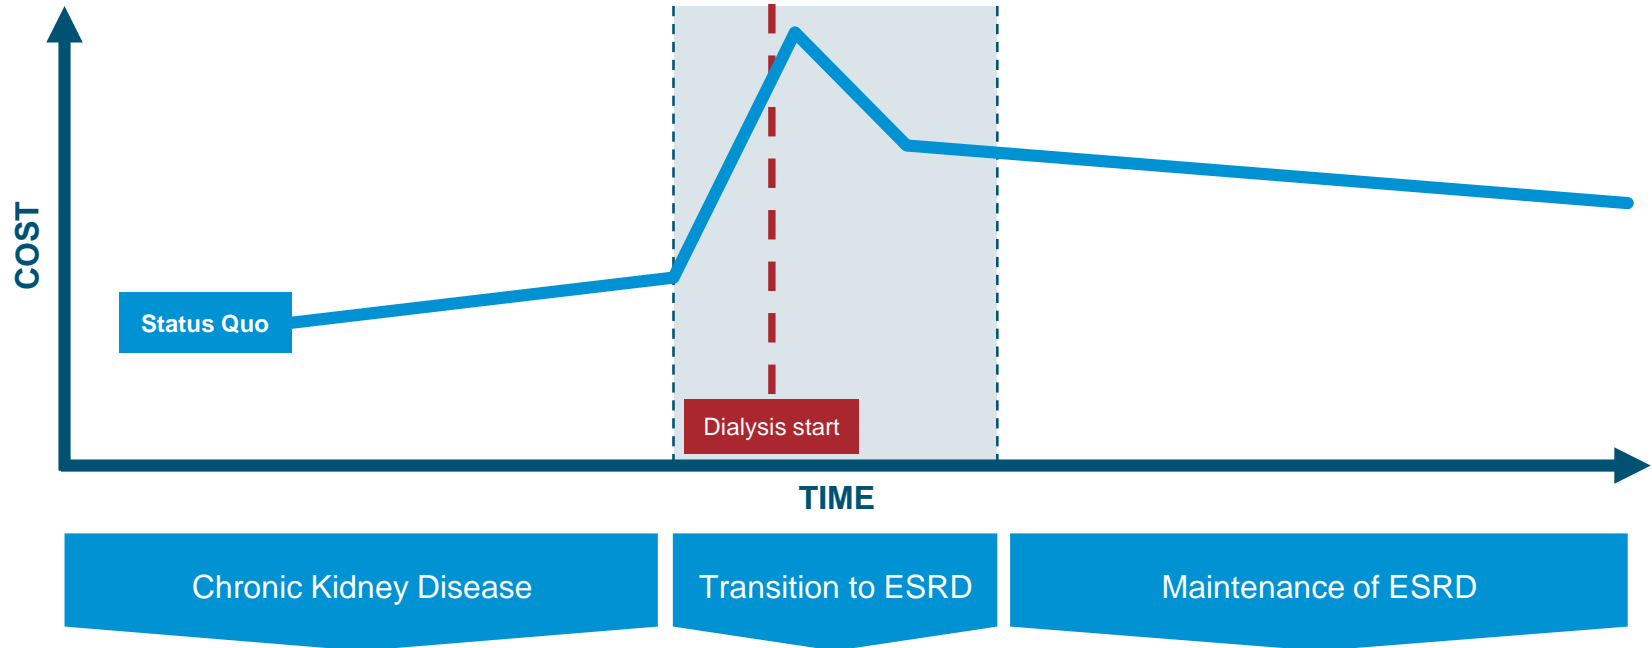 COST
Status Quo
Dialysis start
TIME
Chronic Kidney Disease
Transition to ESRD
Maintenance of ESRD